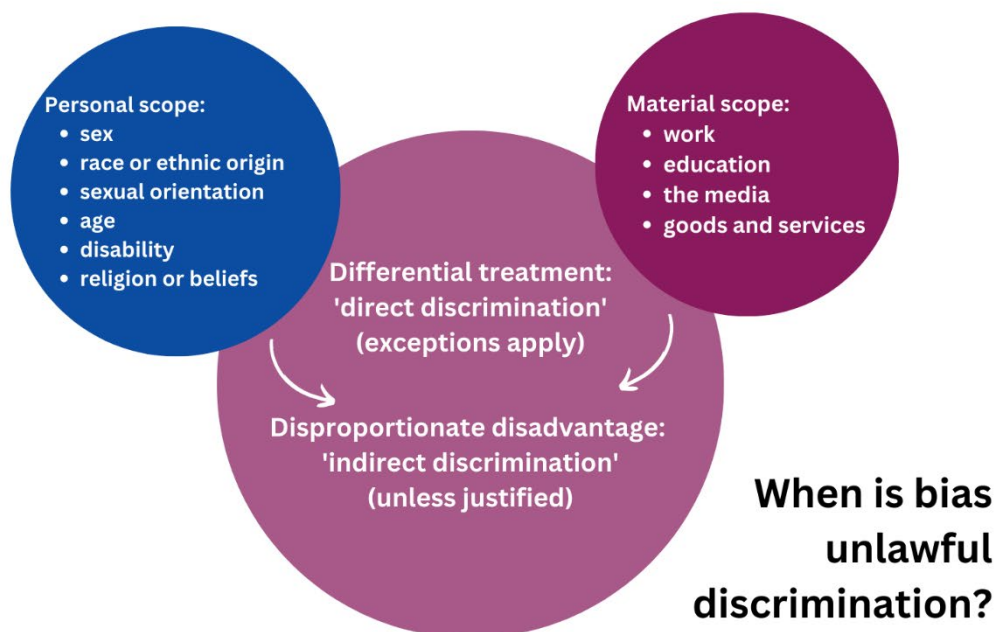 Personal scope:
• sex
• race or ethnic origin
• sexual orientation
• age
• disability
• religion or beliefs
Material scope:
• work
• education
• the media
• goods and services
Differential treatment:
'direct discrimination'
(exceptions apply)
Disproportionate disadvantage:
'indirect discrimination'
(unless justified)
When is bias
unlawful
discrimination?